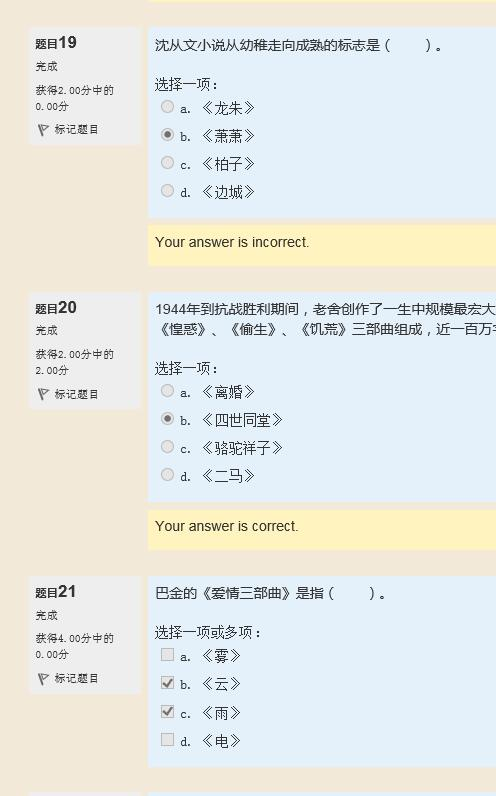 题目19
完成
获得2.00分中的
0.00分
标记题目
沈从文小说从幼稚走向成熟的标志是（　　）。
选择一项：
a. 《龙朱》
b. 《萧萧》
c. 《柏子》
d. 《边城》
Your answer is incorrect.
题目20
完成
获得2.00分中的
2.00分
标记题目
1944年到抗战胜利期间，老舍创作了一生中规模最宏大
《惶惑》、《偷生》、《饥荒》三部曲组成，近一百万
选择一项：
a. 《离婚》
b. 《四世同堂》
c. 《骆驼祥子》
d. 《二马》
Your answer is correct.
题目21
完成
获得4.00分中的
0.00分
标记题目
巴金的《爱情三部曲》是指（　　）。
选择一项或多项：
a. 《雾》
b. 《云》
c. 《雨》
d. 《电》